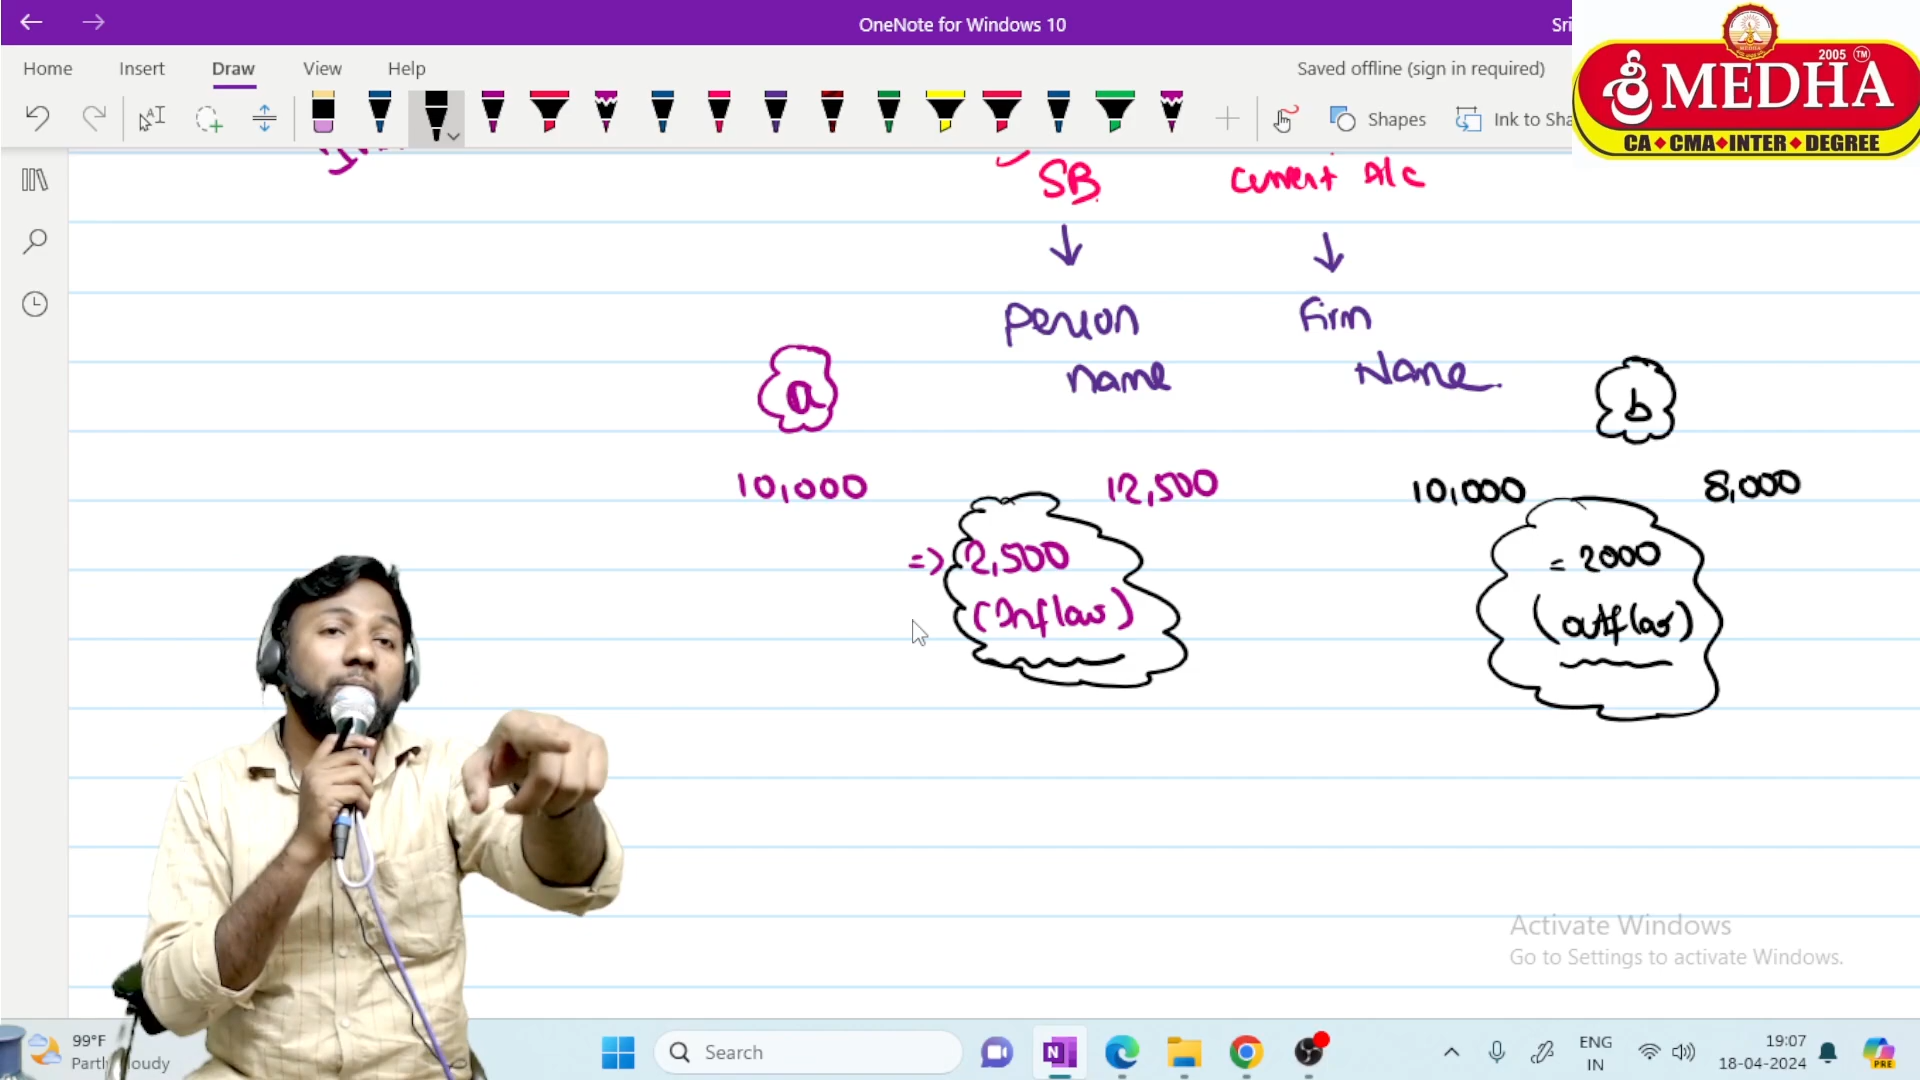 OneNote for Windows 10
Home Insert Draw View Help
Saved offline (sign in required)
Shapes
Ink to Sha
2005 TM
MEDHA
CA CMA INTER DEGREE
SB
Current A/c
person
name
Firm
Name
a
b
10,000 12,500
10,000 8,000
=> 2,500
(Inflow)
= 2000
(outflow)
Activate Windows
Go to Settings to activate Windows.
99°F
Search
ENG
IN
19:07
18-04-2024
PRE